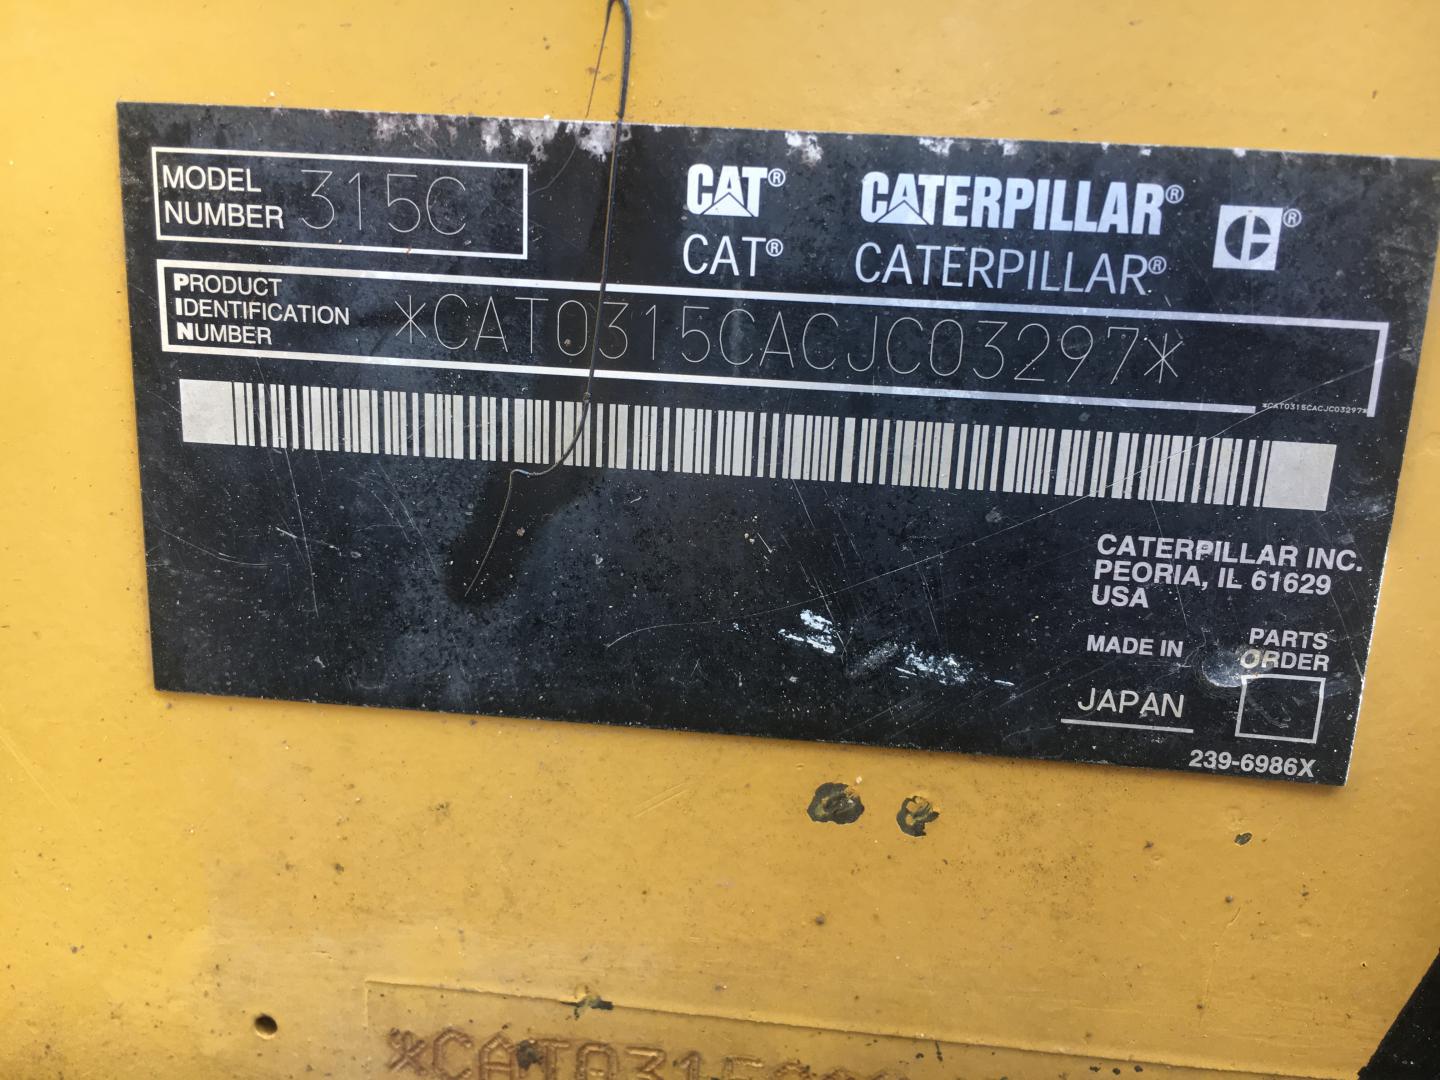 MODEL NUMBER 315C
CAT® CATERPILLAR®
CAT® CATERPILLAR®
PRODUCT IDENTIFICATION NUMBER *CAT0315CACJC03297*
*CAT0315CACJC03297*
CATERPILLAR INC.
PEORIA, IL 61629
USA
MADE IN
JAPAN
PARTS
ORDER
239-6986X
*CAT0315